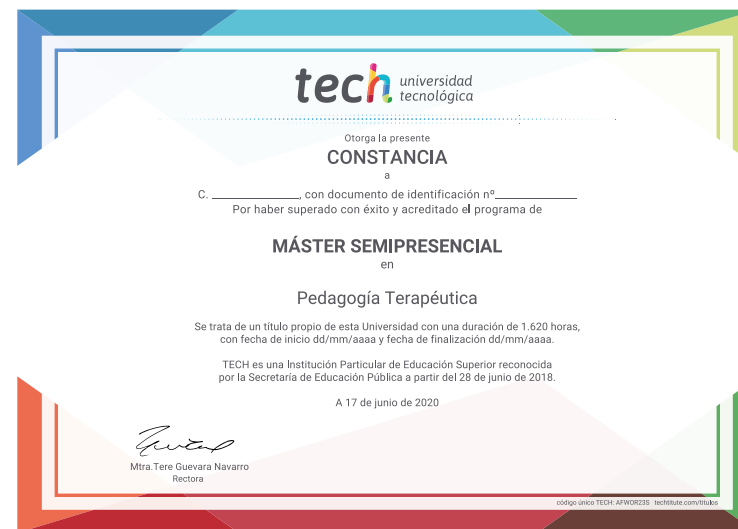 tech universidad
tecnológica
Otorga la presente
CONSTANCIA
a
C. ____________, con documento de identificación nº____________
Por haber superado con éxito y acreditado el programa de
MÁSTER SEMIPRESENCIAL
en
Pedagogía Terapéutica
Se trata de un título propio de esta Universidad con una duración de 1.620 horas,
con fecha de inicio dd/mm/aaaa y fecha de finalización dd/mm/aaaa.
TECH es una Institución Particular de Educación Superior reconocida
por la Secretaría de Educación Pública a partir del 28 de junio de 2018.
A 17 de junio de 2020
Mtra.Tere Guevara Navarro
Rectora
código único TECH: AFWOR23S techtitute.com/titulos